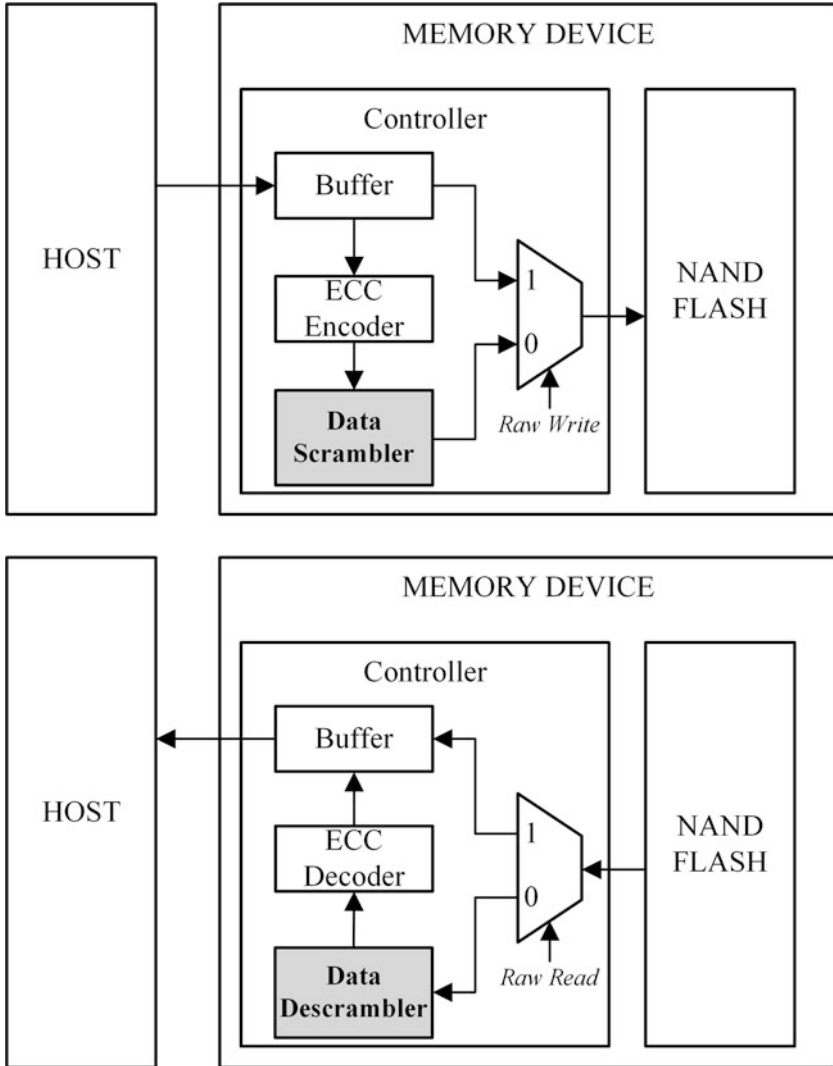 MEMORY DEVICE
Controller
Buffer
HOST
ECC
Encoder
1
NAND
FLASH
0
Data
Scrambler
Raw Write
MEMORY DEVICE
Controller
Buffer
HOST
ECC
Decoder
1
NAND
FLASH
0
Data
Descrambler
Raw Read